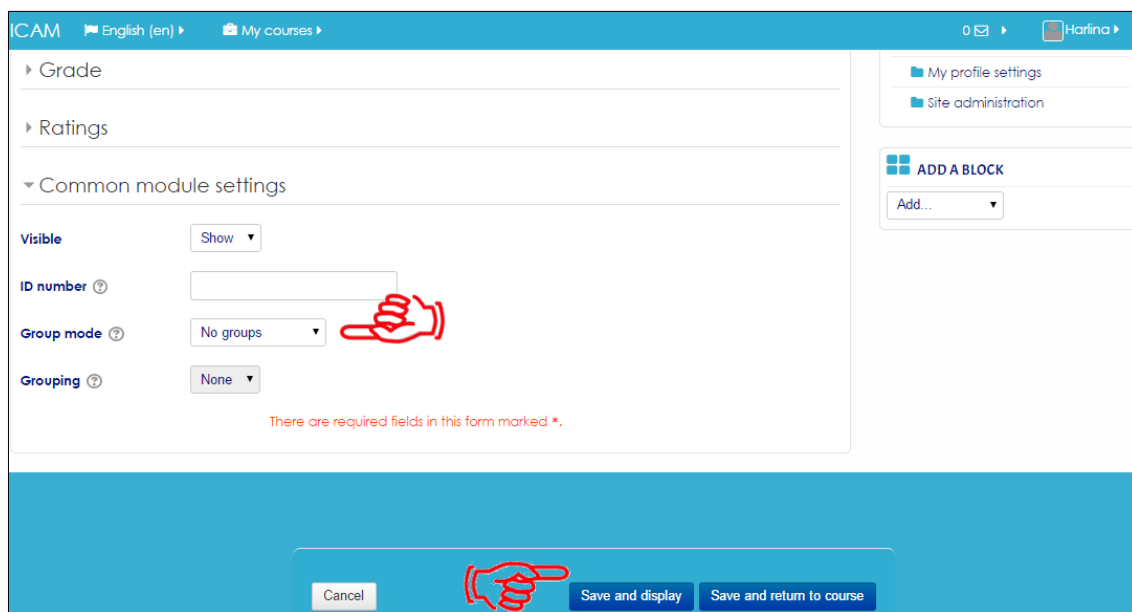 ICAM English (en) My courses 0 Harlina
Grade
Ratings
Common module settings
Visible Show
ID number
Group mode No groups
Grouping None
There are required fields in this form marked *.
My profile settings
Site administration
ADD A BLOCK
Add...
Cancel Save and display Save and return to course